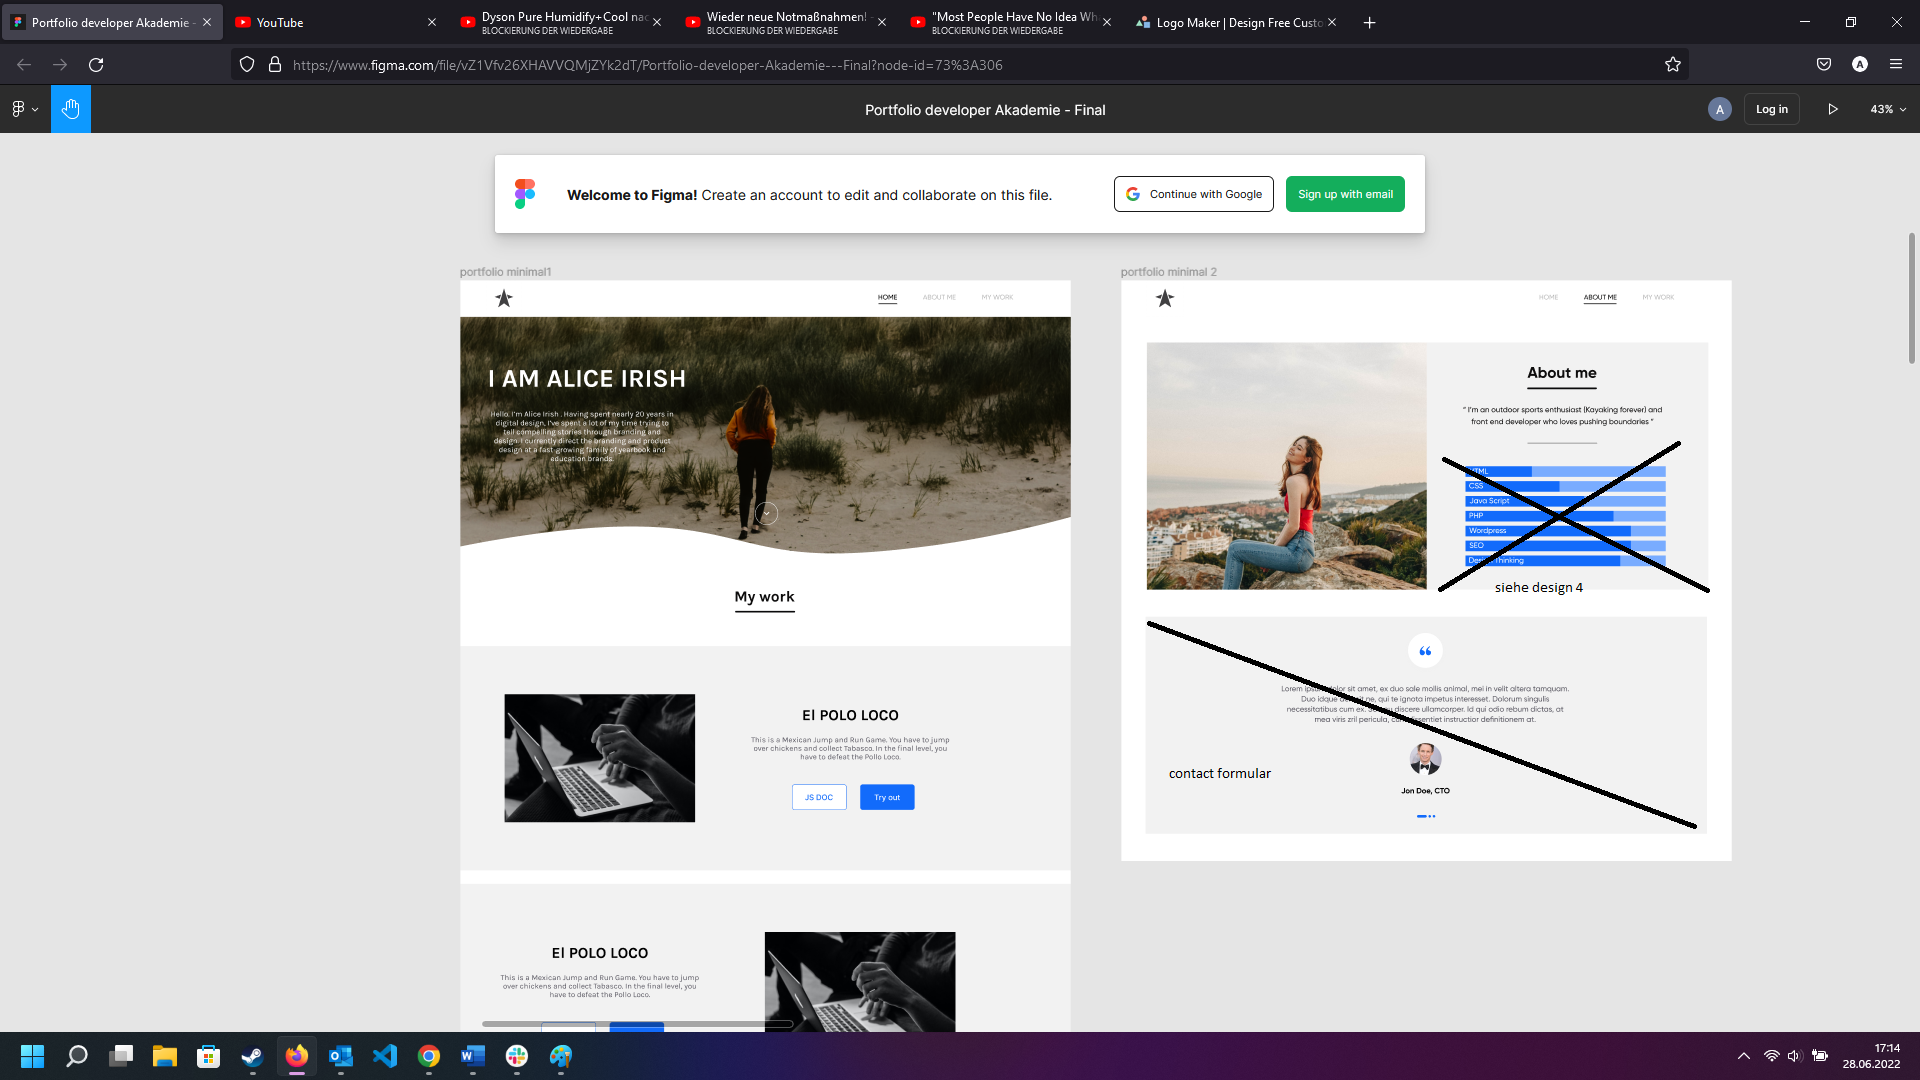 Portfolio developer Akademie -
YouTube
Dyson Pure Humidify+Cool nac
BLOCKIERUNG DER WIEDERGABE
Wieder neue Notmaßnahmen! -
BLOCKIERUNG DER WIEDERGABE
"Most People Have No Idea Wh
BLOCKIERUNG DER WIEDERGABE
Logo Maker | Design Free Custo
https://www.figma.com/file/vZ1Vfv26XHAVVQMjZYk2dT/Portfolio-developer-Akademie---Final?node-id=73%3A306
A
Portfolio developer Akademie - Final
A
Log in
43%
Welcome to Figma! Create an account to edit and collaborate on this file.
Continue with Google
Sign up with email
portfolio minimal1
HOME
ABOUT ME
MY WORK
I AM ALICE IRISH
Hello. I'm Alice Irish . Having spent nearly 20 years in
digital design, I've spent a lot of my time trying to
tell compelling stories through branding and
design. I currently direct the branding and product
design at a fast-growing family of yearbook and
education brands.
My work
El POLO LOCO
This is a Mexican Jump and Run Game. You have to jump
over chickens and collect Tabasco. In the final level, you
have to defeat the Pollo Loco.
JS DOC
Try out
El POLO LOCO
This is a Mexican Jump and Run Game. You have to jump
over chickens and collect Tabasco. In the final level, you
have to defeat the Pollo Loco.
portfolio minimal 2
HOME
ABOUT ME
MY WORK
About me
“ I'm an outdoor sports enthusiast (Kayaking forever) and
front end developer who loves pushing boundaries ”
HTML
CSS
Java Script
PHP
Wordpress
SEO
Design Thinking
siehe design 4
“
Lorem ipsum dolor sit amet, ex duo sale mollis animal, mei in velit altera tamquam.
Duo idque ne, qui te ignota impetus interesset. Dolorum singulis
necessitatibus cum ex. discere ullamcorper. Id qui odio rebum dictas, at
mea viris zril pericula, instructior definitionem at.
contact formular
Jon Doe, CTO
17:14
28.06.2022